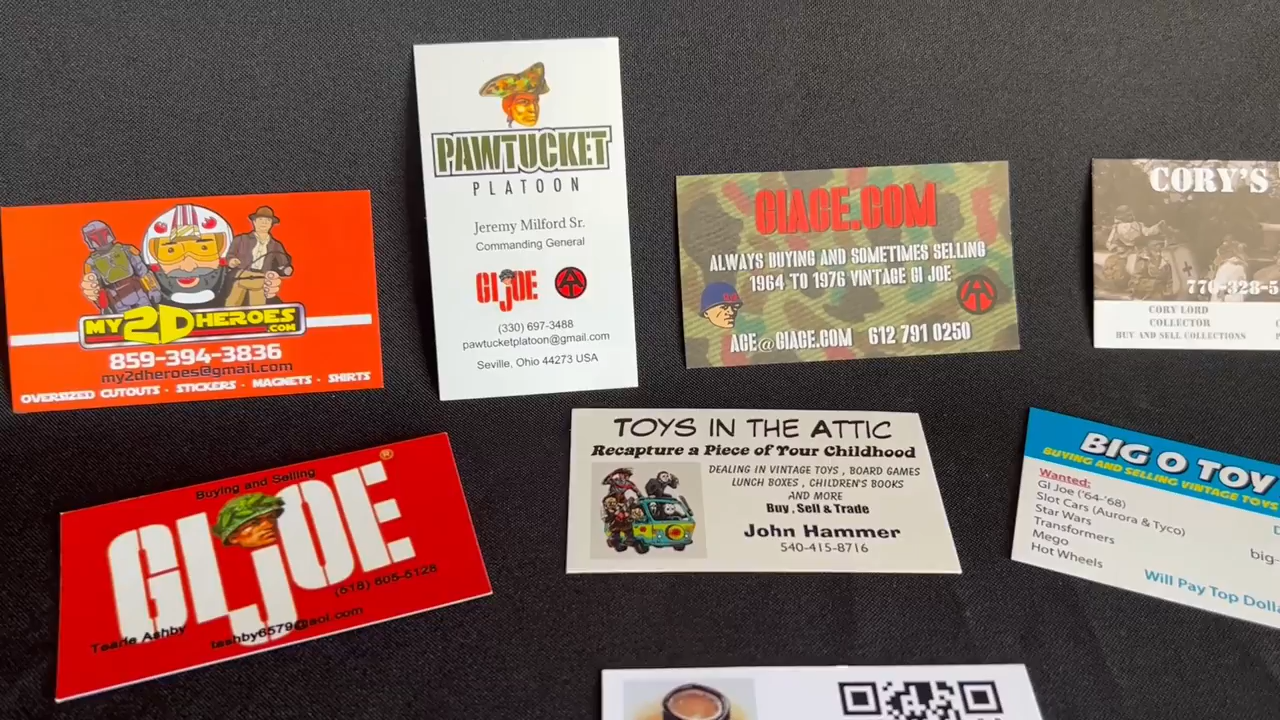 MY2DHEROES
.COM
859-394-3836
my2dheroes@gmail.com
OVERSIZED CUTOUTS · STICKERS · MAGNETS · SHIRTS
PAWTUCKET
PLATOON
Jeremy Milford Sr.
Commanding General
GI JOE
(330) 697-3488
pawtucketplatoon@gmail.com
Seville, Ohio 44273 USA
GIACE.COM
ALWAYS BUYING AND SOMETIMES SELLING
1964 TO 1976 VINTAGE GI JOE
ACE@GIACE.COM 612 791 0250
CORY'S
770-328-5
CORY LORD
COLLECTOR
BUY AND SELL COLLECTIONS
Buying and Selling
GI JOE®
(518) 605-5128
Tearle Ashby
tashby6579@aol.com
TOYS IN THE ATTIC
Recapture a Piece of Your Childhood
DEALING IN VINTAGE TOYS , BOARD GAMES
LUNCH BOXES , CHILDREN'S BOOKS
AND MORE
Buy , Sell & Trade
John Hammer
540-415-8716
BIG O TOY
BUYING AND SELLING VINTAGE TOYS
Wanted:
GI Joe ('64-'68)
Slot Cars (Aurora & Tyco)
Star Wars
Transformers
Mego
Hot Wheels
big-
Will Pay Top Dolla